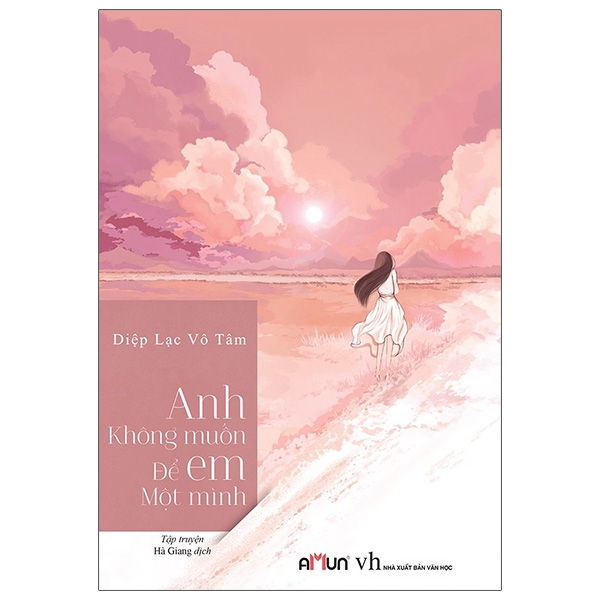 Diệp Lạc Vô Tâm
Anh
Không muốn
Để em
Một mình
Tập truyện
Hà Giang dịch
AMUN® vh NHÀ XUẤT BẢN VĂN HỌC